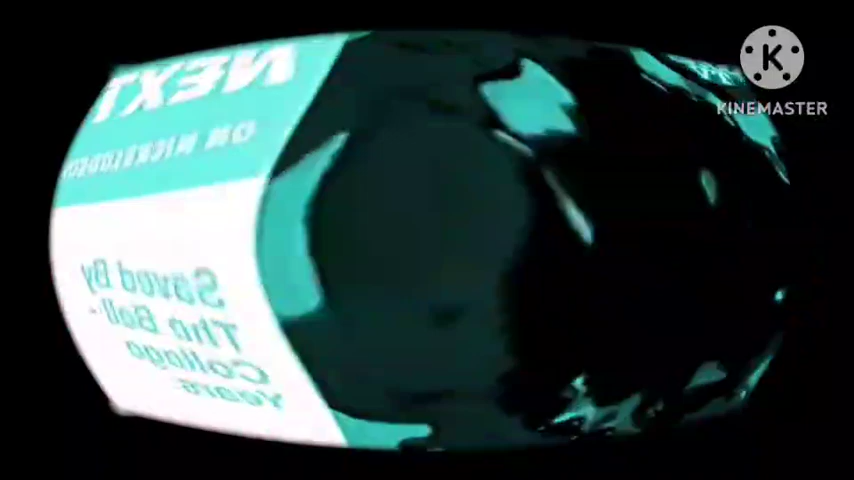 NEXT
ON NICKELODEON
Saved By
The Bell-
College
Years
K
KINEMASTER